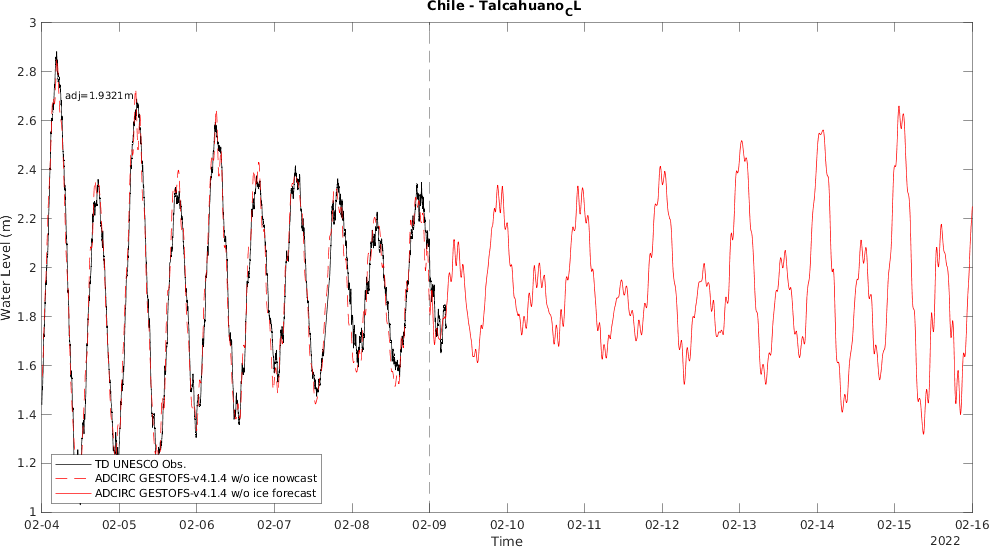 Chile - Talcahuano_CL
3
2.8
2.6
2.4
2.2
2
1.8
1.6
1.4
1.2
1
Water Level (m)
adj=1.9321m
TD UNESCO Obs.
ADCIRC GESTOFS-v4.1.4 w/o ice nowcast
ADCIRC GESTOFS-v4.1.4 w/o ice forecast
02-04 02-05 02-06 02-07 02-08 02-09 02-10 02-11 02-12 02-13 02-14 02-15 02-16
Time
2022